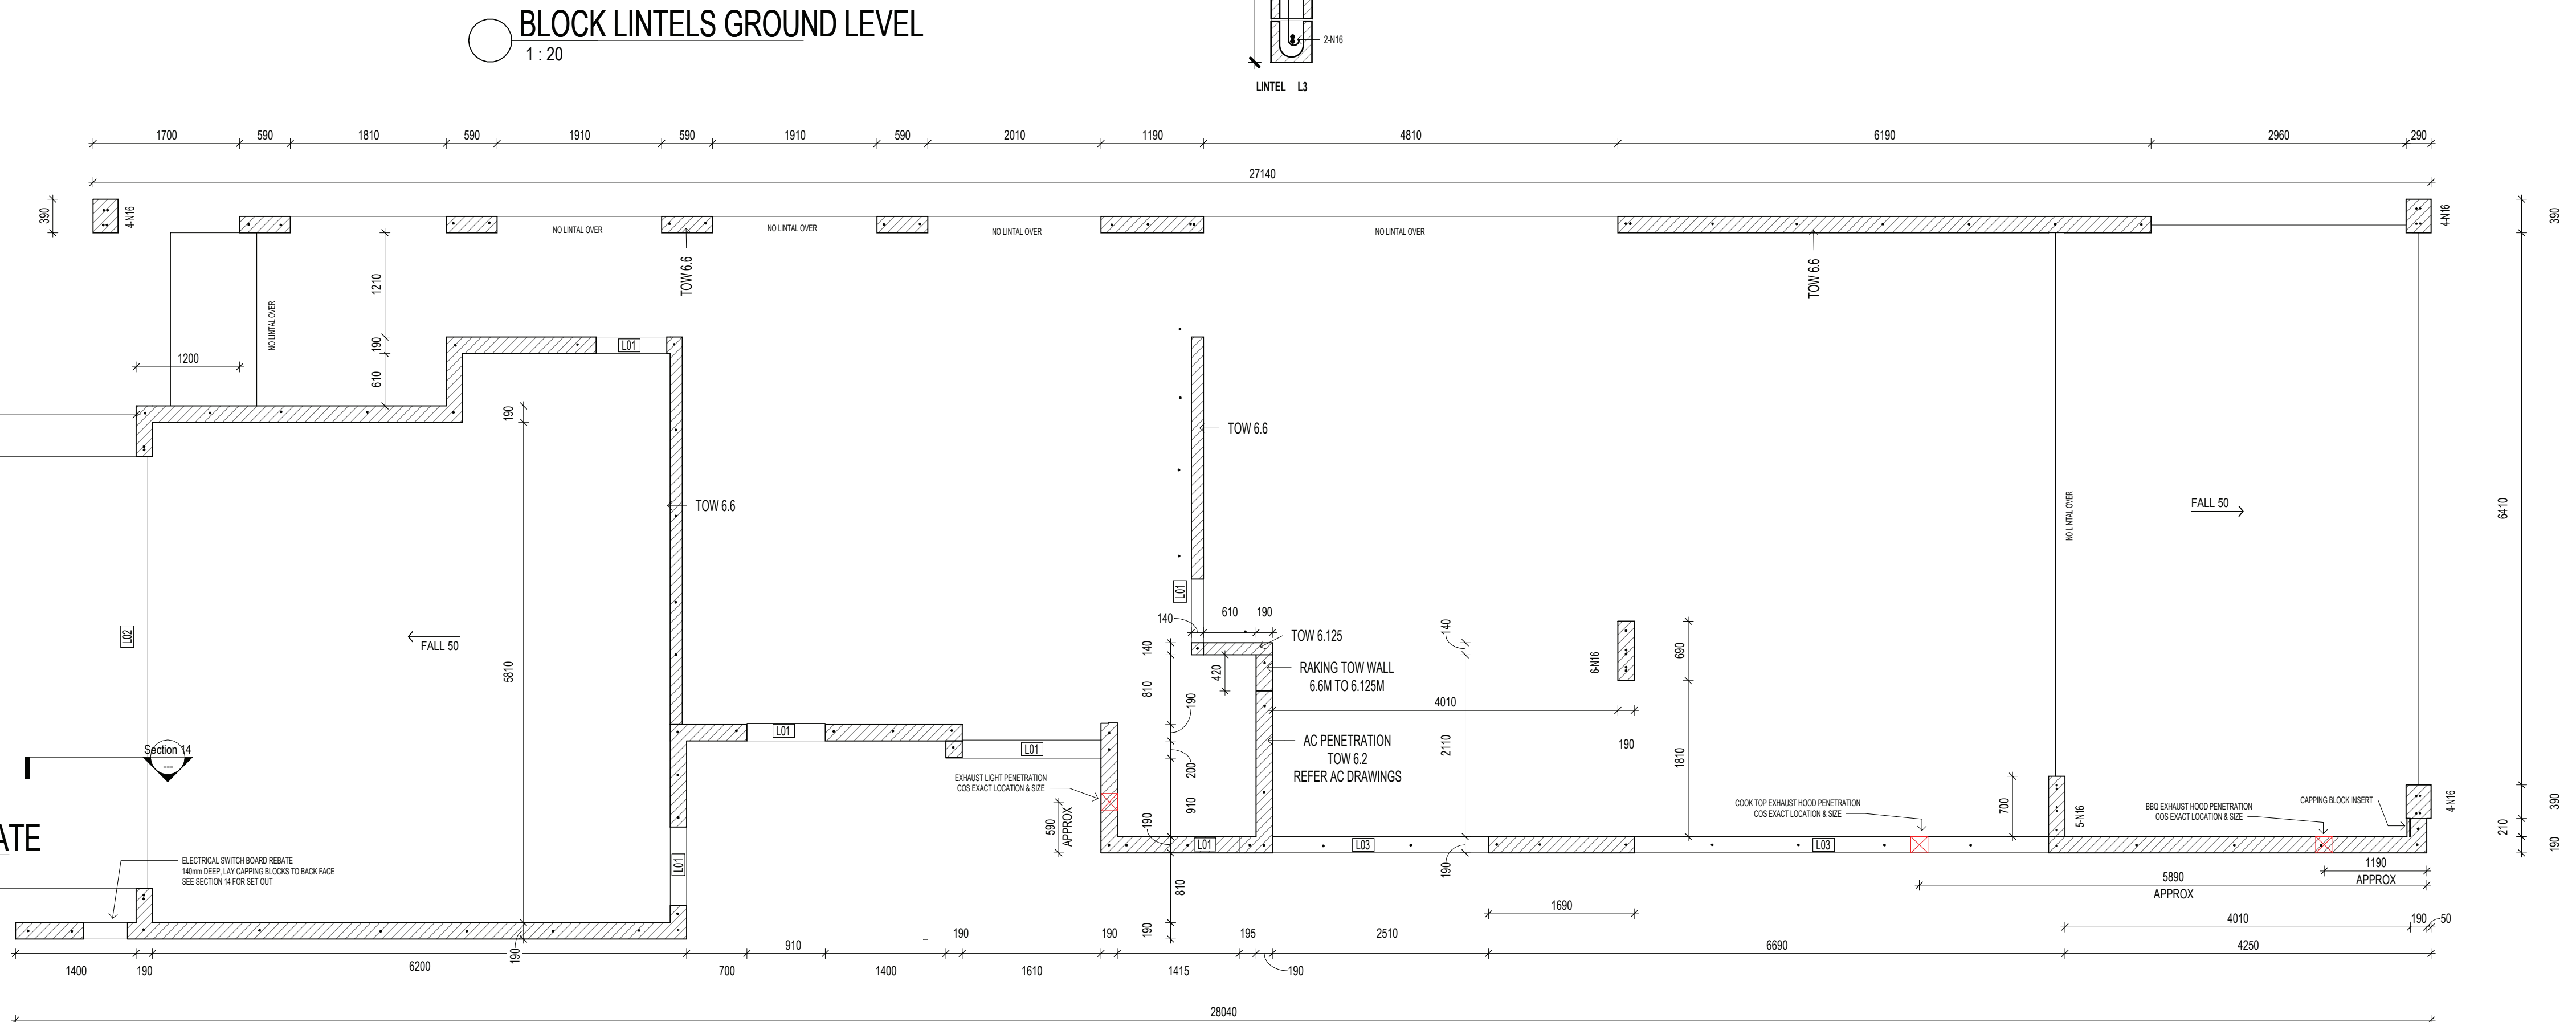 BLOCK LINTELS GROUND LEVEL
1 : 20
2-N16
LINTEL L3
1700
590
1810
590
1910
590
1910
590
2010
1190
4810
6190
2960
290
27140
390
4-N16
NO LINTAL OVER
NO LINTAL OVER
NO LINTAL OVER
NO LINTAL OVER
4-N16
390
TOW 6.6
TOW 6.6
1210
190
610
NO LINTAL OVER
1200
L01
190
TOW 6.6
TOW 6.6
FALL 50
NO LINTAL OVER
6410
L02
FALL 50
5810
L01
140
610
190
140
TOW 6.125
140
810
420
190
RAKING TOW WALL
6.6M TO 6.125M
6-N16
690
4010
190
1810
2110
AC PENETRATION
TOW 6.2
REFER AC DRAWINGS
L01
L01
200
910
190
Section 14
---
EXHAUST LIGHT PENETRATION
COS EXACT LOCATION & SIZE
590
APPROX
COOK TOP EXHAUST HOOD PENETRATION
COS EXACT LOCATION & SIZE
700
5-N16
BBQ EXHAUST HOOD PENETRATION
COS EXACT LOCATION & SIZE
CAPPING BLOCK INSERT
4-N16
390
210
190
ATE
L01
L03
L03
L01
ELECTRICAL SWITCH BOARD REBATE
140mm DEEP, LAY CAPPING BLOCKS TO BACK FACE
SEE SECTION 14 FOR SET OUT
190
810
190
1190
APPROX
5890
APPROX
1690
4010
190
50
1400
190
6200
190
700
910
1400
190
1610
190
1415
195
190
2510
6690
4250
28040